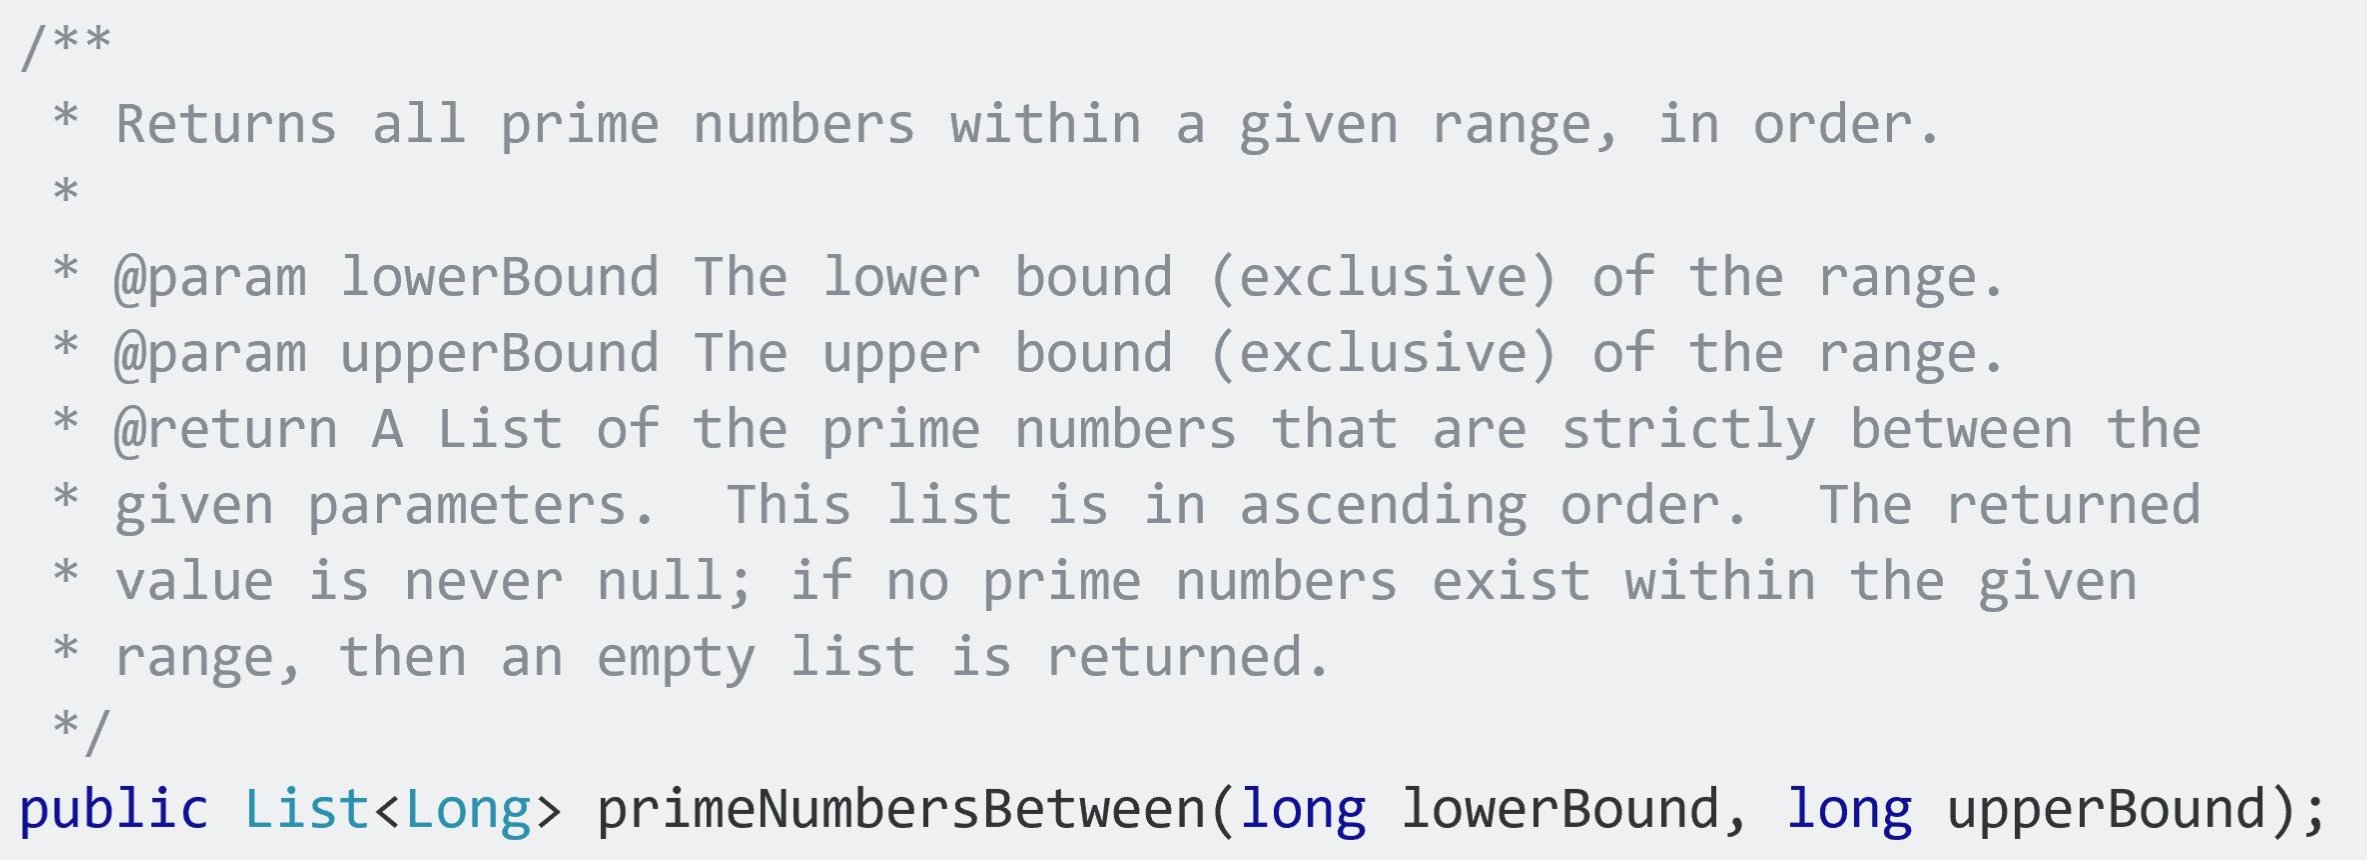 /**
 * Returns all prime numbers within a given range, in order.
 *
 * @param lowerBound The lower bound (exclusive) of the range.
 * @param upperBound The upper bound (exclusive) of the range.
 * @return A List of the prime numbers that are strictly between the
 * given parameters.  This list is in ascending order.  The returned
 * value is never null; if no prime numbers exist within the given
 * range, then an empty list is returned.
 */
public List<Long> primeNumbersBetween(long lowerBound, long upperBound);